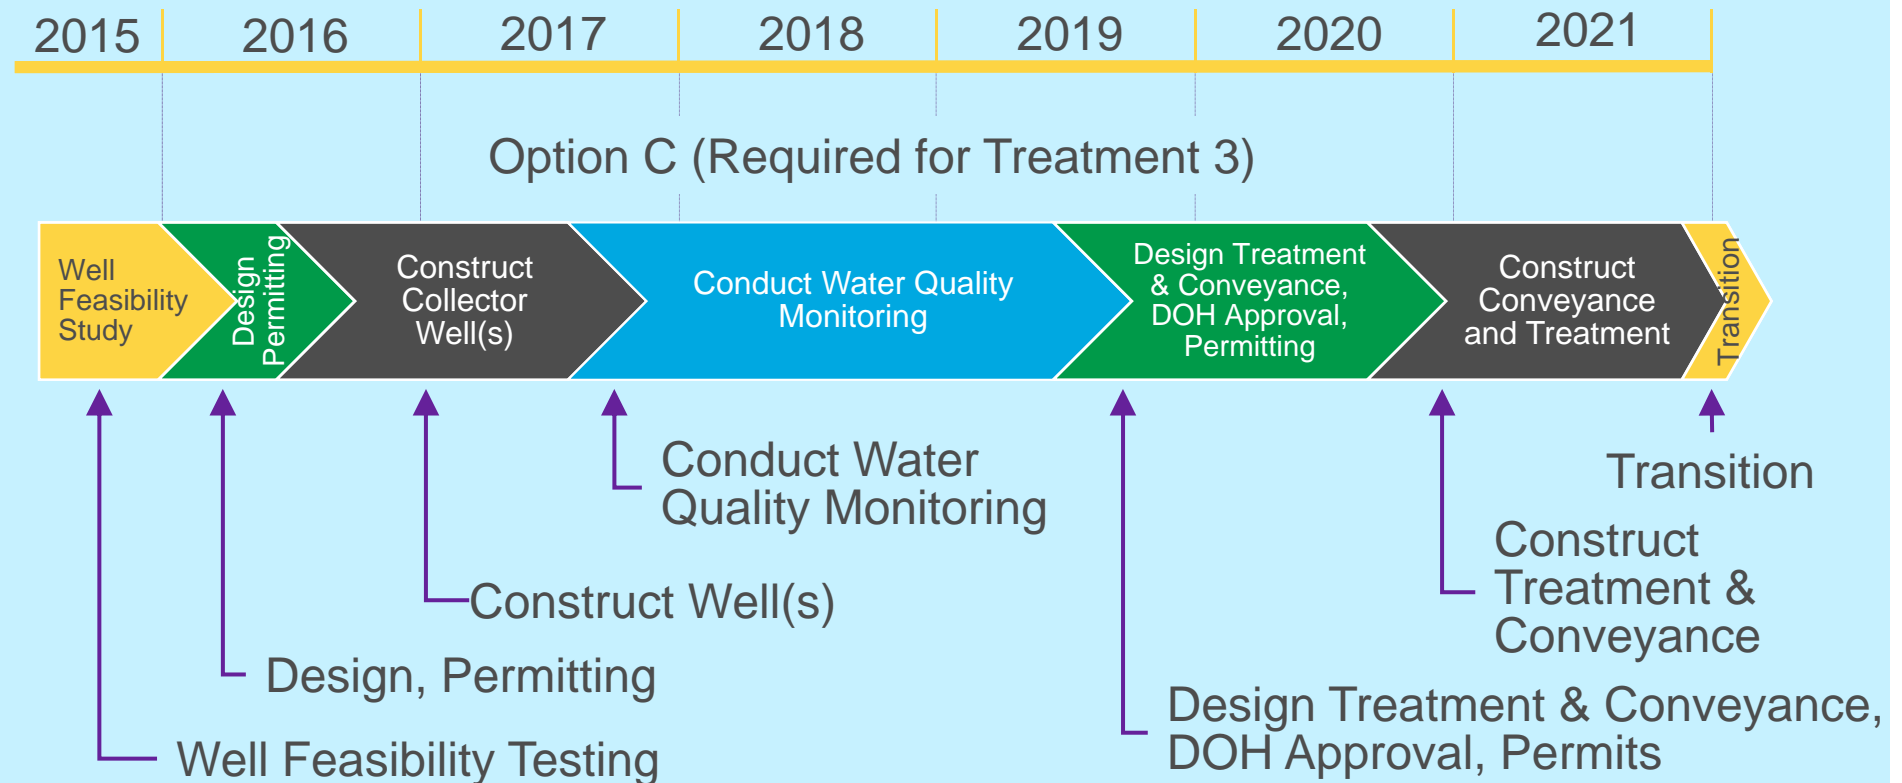 2015
2016
2017
2018
2019
2020
2021
Option C (Required for Treatment 3)
Well
Feasibility
Study
Design
Permitting
Construct
Collector
Well(s)
Conduct Water Quality
Monitoring
Design Treatment
& Conveyance,
DOH Approval,
Permitting
Construct
Conveyance
and Treatment
Transition
Conduct Water
Quality Monitoring
Transition
Construct
Treatment &
Conveyance
Construct Well(s)
Design, Permitting
Design Treatment & Conveyance,
DOH Approval, Permits
Well Feasibility Testing